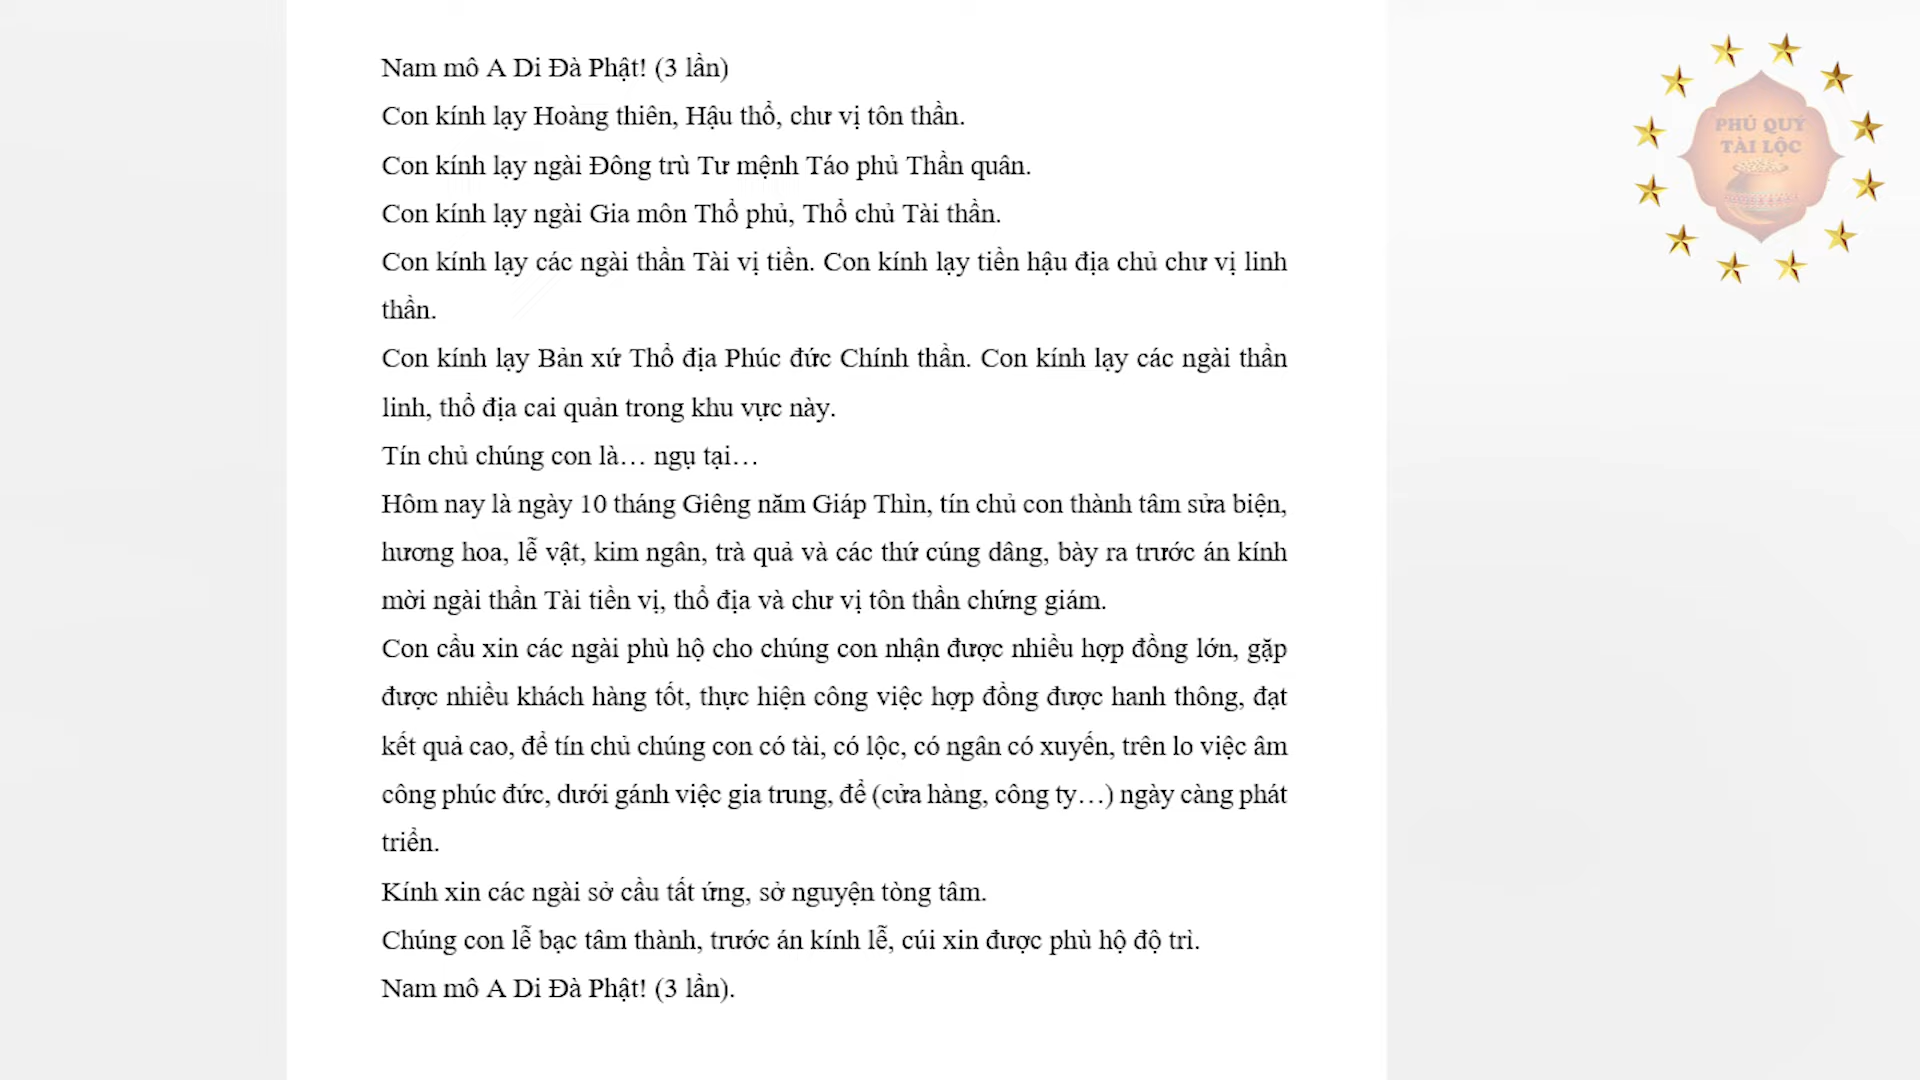 Nam mô A Di Đà Phật! (3 lần)
Con kính lạy Hoàng thiên, Hậu thổ, chư vị tôn thần.
Con kính lạy ngài Đông trù Tư mệnh Táo phủ Thần quân.
Con kính lạy ngài Gia môn Thổ phủ, Thổ chủ Tài thần.
Con kính lạy các ngài thần Tài vị tiền. Con kính lạy tiền hậu địa chủ chư vị linh
thần.
Con kính lạy Bản xứ Thổ địa Phúc đức Chính thần. Con kính lạy các ngài thần
linh, thổ địa cai quản trong khu vực này.
Tín chủ chúng con là… ngụ tại…
Hôm nay là ngày 10 tháng Giêng năm Giáp Thìn, tín chủ con thành tâm sửa biện,
hương hoa, lễ vật, kim ngân, trà quả và các thứ cúng dâng, bày ra trước án kính
mời ngài thần Tài tiền vị, thổ địa và chư vị tôn thần chứng giám.
Con cầu xin các ngài phù hộ cho chúng con nhận được nhiều hợp đồng lớn, gặp
được nhiều khách hàng tốt, thực hiện công việc hợp đồng được hanh thông, đạt
kết quả cao, để tín chủ chúng con có tài, có lộc, có ngân có xuyến, trên lo việc âm
công phúc đức, dưới gánh việc gia trung, để (cửa hàng, công ty…) ngày càng phát
triển.
Kính xin các ngài sở cầu tất ứng, sở nguyện tòng tâm.
Chúng con lễ bạc tâm thành, trước án kính lễ, cúi xin được phù hộ độ trì.
Nam mô A Di Đà Phật! (3 lần).
PHÚ QUÝ
TÀI LỘC